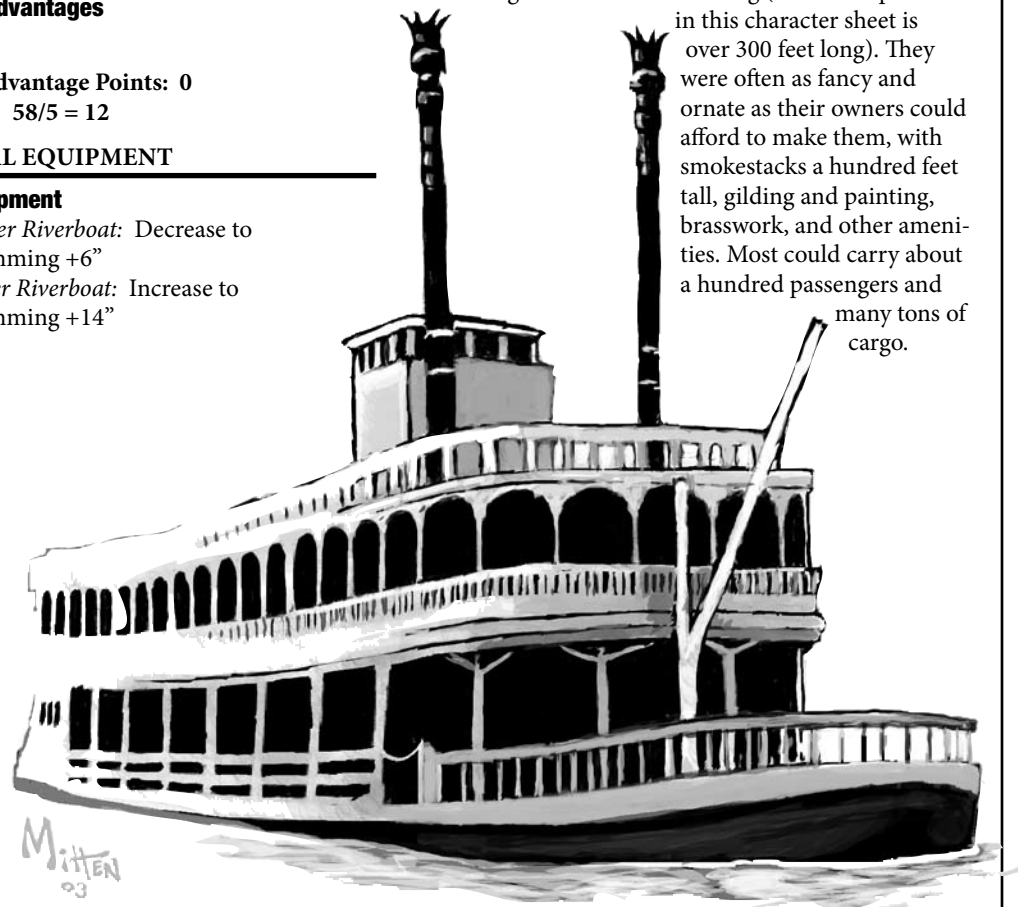 dvantages
dvantage Points: 0
58/5 = 12
L EQUIPMENT
pment
er Riverboat: Decrease to
mming +6”
er Riverboat: Increase to
mming +14”
in this character sheet is
over 300 feet long). They
were often as fancy and
ornate as their owners could
afford to make them, with
smokestacks a hundred feet
tall, gilding and painting,
brasswork, and other ameni-
ties. Most could carry about
a hundred passengers and
many tons of
cargo.
MITTEN
03